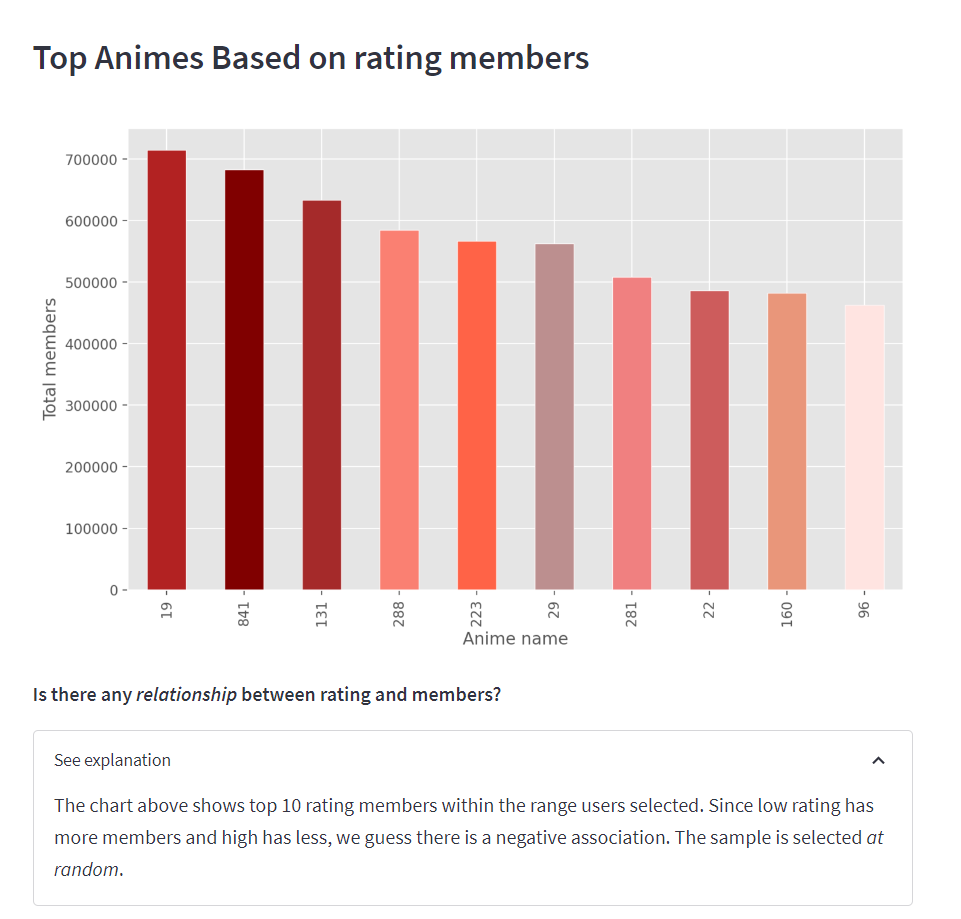 Top Animes Based on rating members
700000
600000
500000
400000
300000
200000
100000
0
Total members
19
841
131
288
223
29
281
22
160
96
Anime name
Is there any relationship between rating and members?
See explanation
The chart above shows top 10 rating members within the range users selected. Since low rating has
more members and high has less, we guess there is a negative association. The sample is selected at
random.